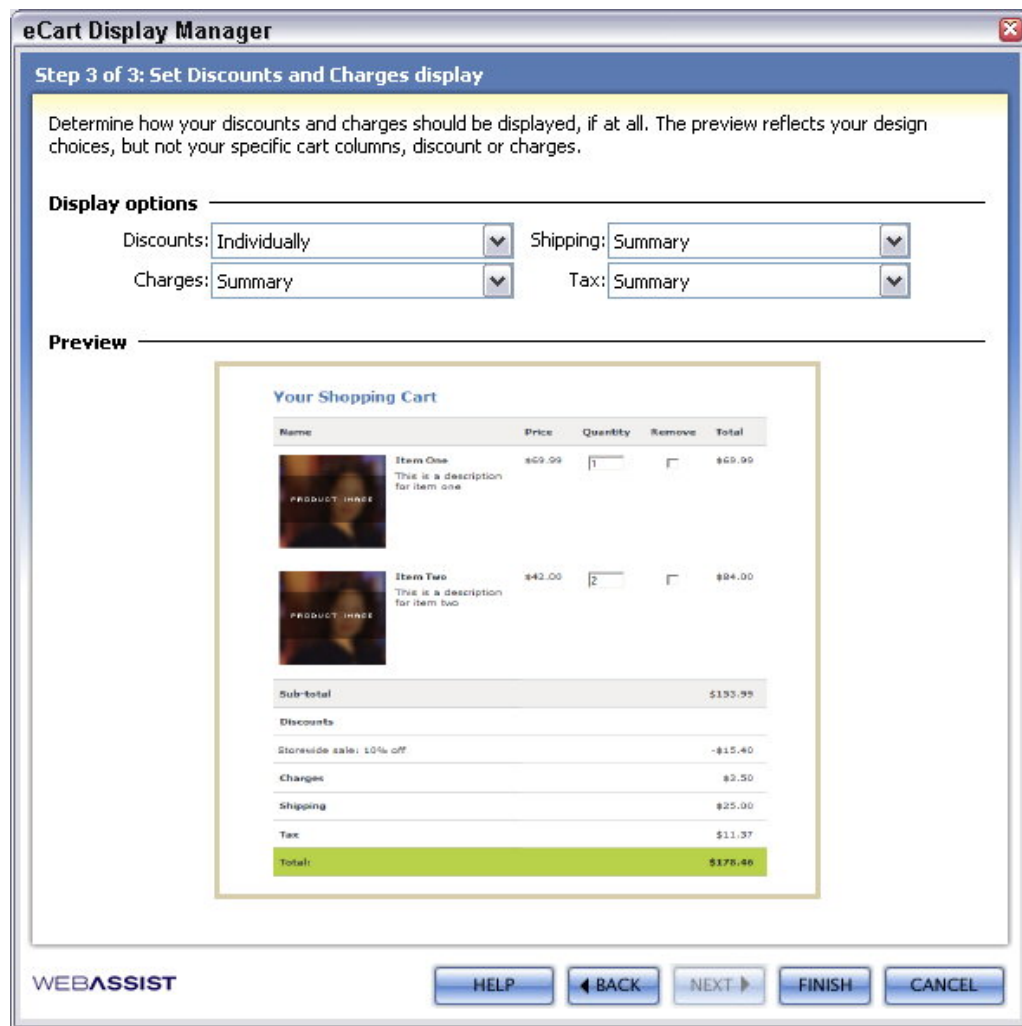 eCart Display Manager
Step 3 of 3: Set Discounts and Charges display
Determine how your discounts and charges should be displayed, if at all. The preview reflects your design
choices, but not your specific cart columns, discount or charges.
Display options
Discounts: Individually Shipping: Summary
Charges: Summary Tax: Summary
Preview
Your Shopping Cart
Name Price Quantity Remove Total
Item One $69.99 1 $69.99
This is a description
for item one
PRODUCT IMAGE
Item Two $42.00 2 $84.00
This is a description
for item two
PRODUCT IMAGE
Sub-total $153.99
Discounts
Storewide sale: 10% off -$15.40
Charges $3.50
Shipping $25.00
Tax $11.37
Total: $178.46
WEBASSIST HELP BACK NEXT FINISH CANCEL